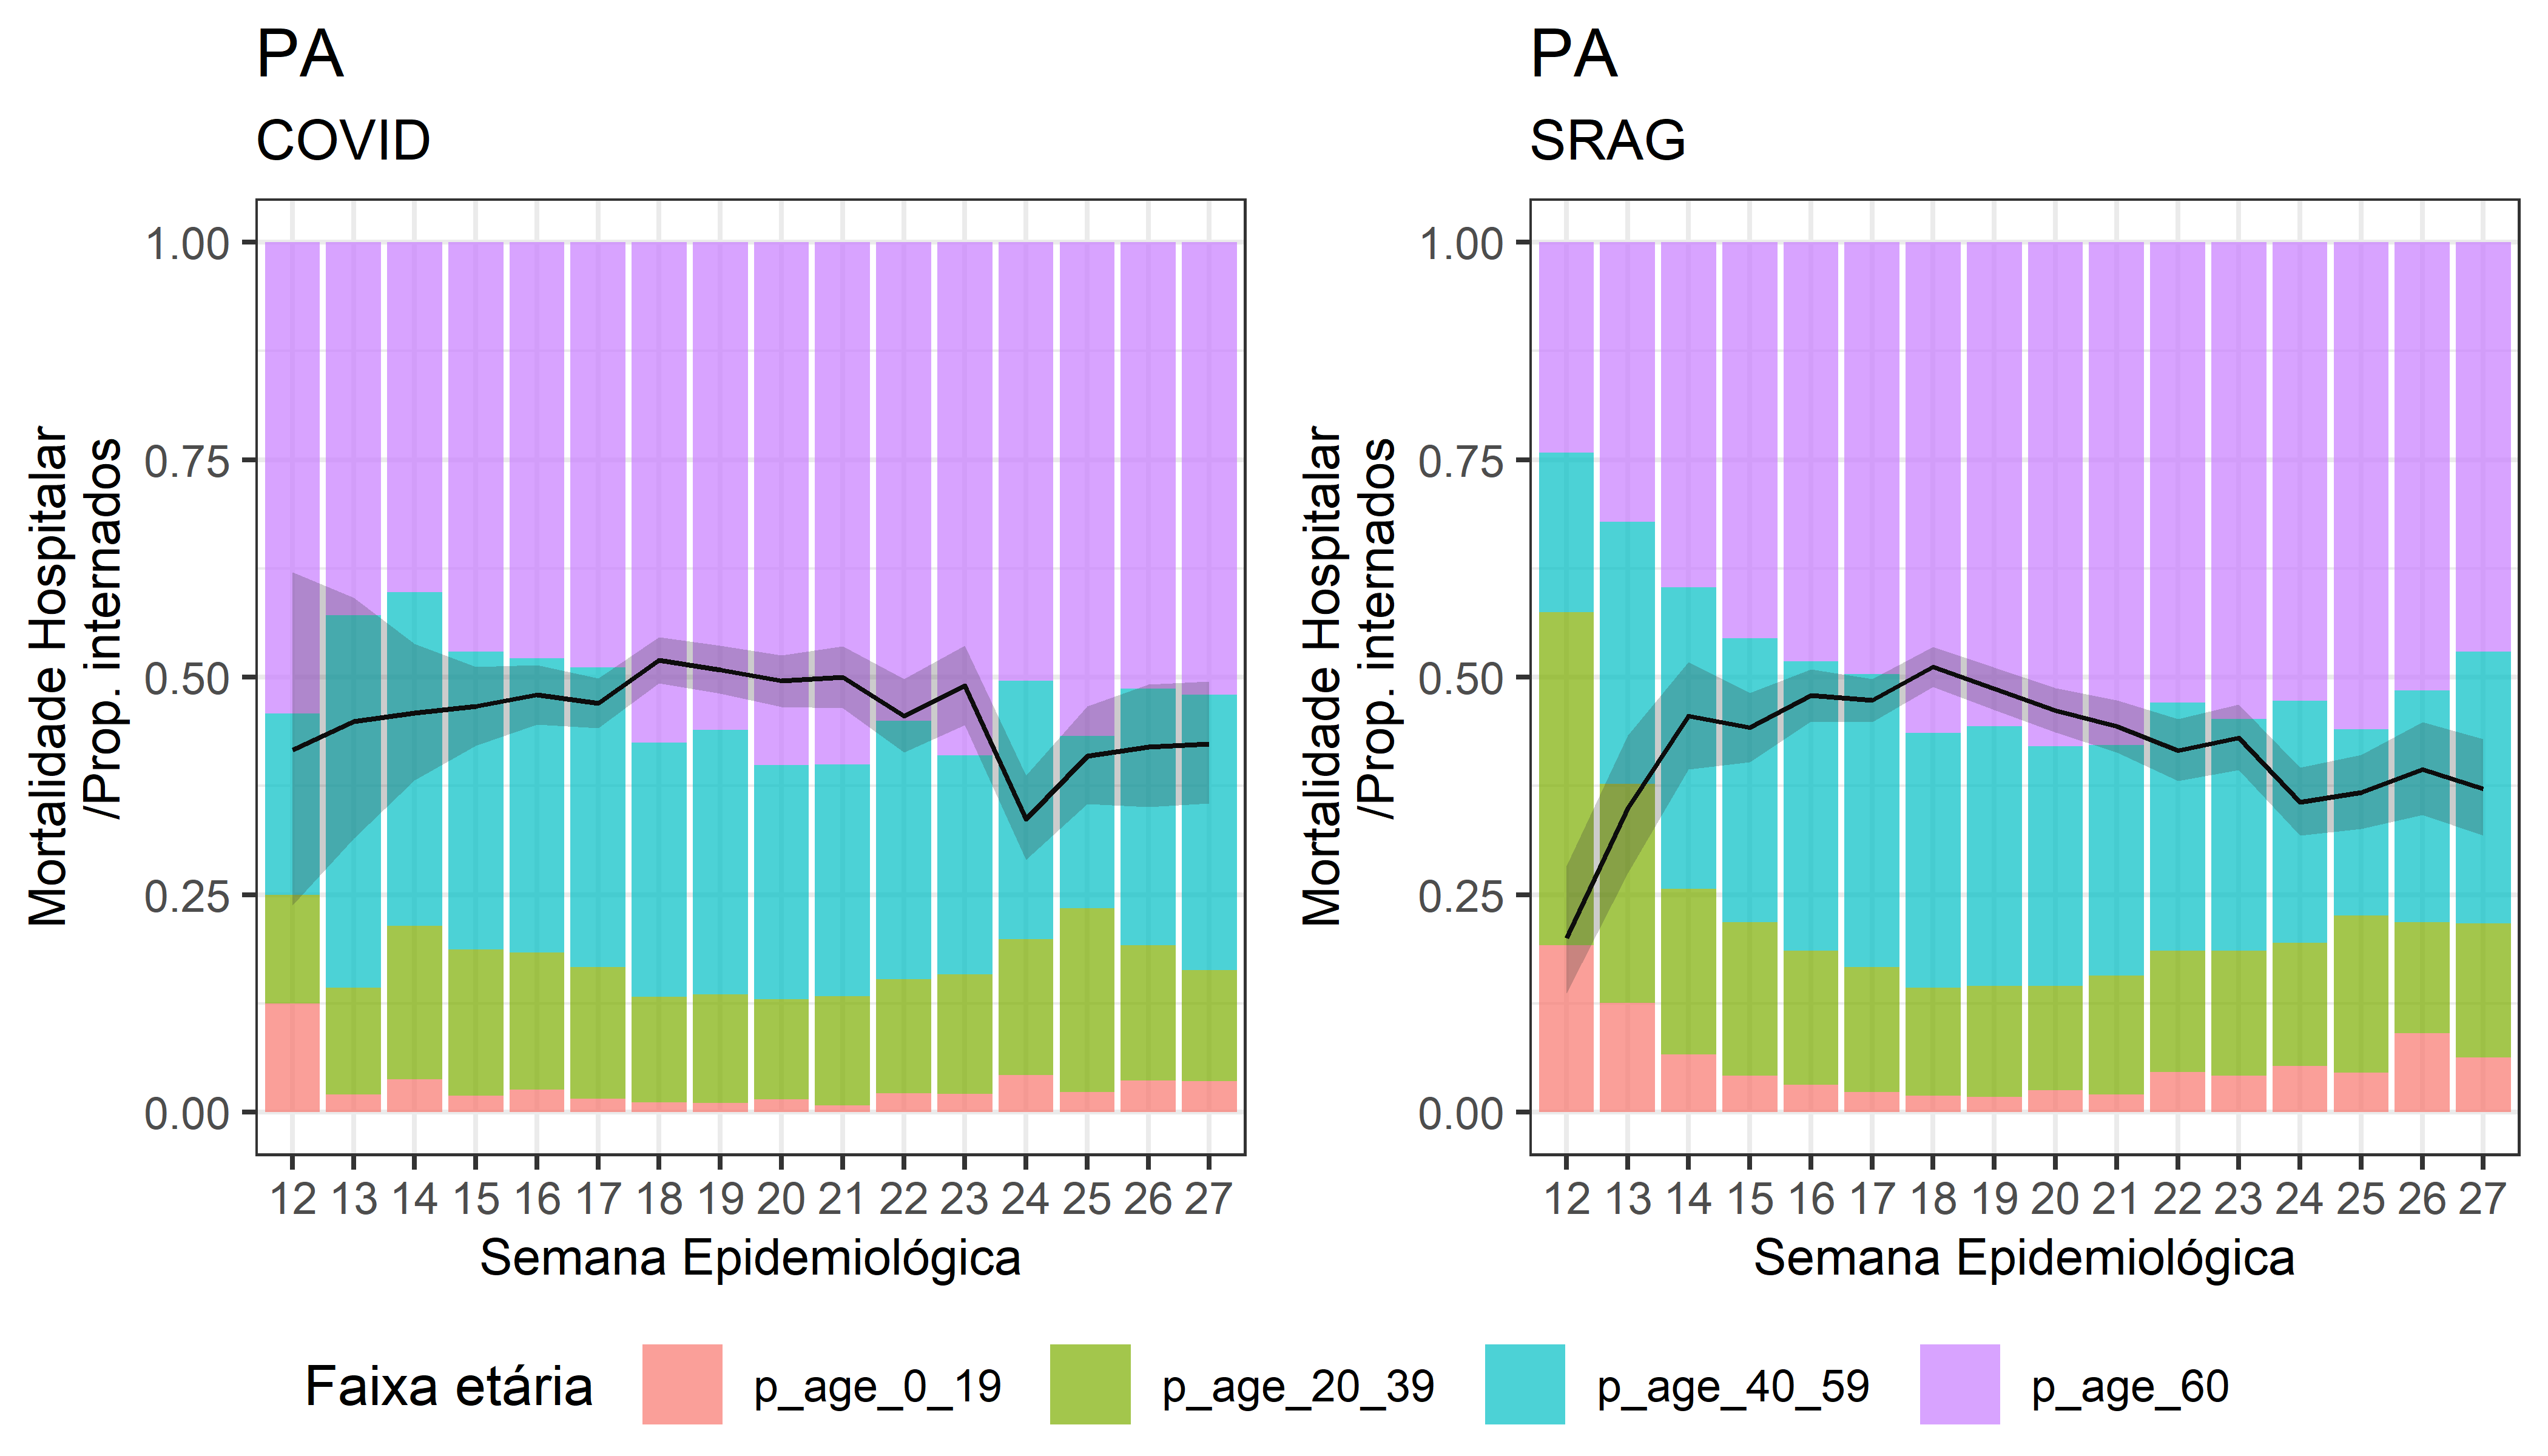 PA
COVID
Mortalidade Hospitalar
/Prop. internados
1.00
0.75
0.50
0.25
0.00
12 13 14 15 16 17 18 19 20 21 22 23 24 25 26 27
Semana Epidemiológica
PA
SRAG
Mortalidade Hospitalar
/Prop. internados
1.00
0.75
0.50
0.25
0.00
12 13 14 15 16 17 18 19 20 21 22 23 24 25 26 27
Semana Epidemiológica
Faixa etária p_age_0_19 p_age_20_39 p_age_40_59 p_age_60